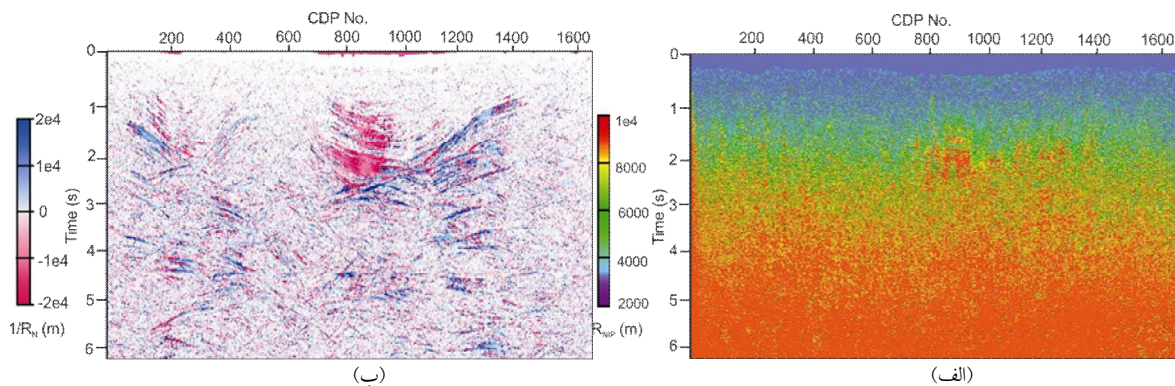 CDP No.
0 200 400 600 800 1000 1200 1400 1600
0
1
2
3
4
5
6
Time (s)
2e4
1e4
0
-1e4
-2e4
1/R_N (m)
(ب)
CDP No.
200 400 600 800 1000 1200 1400 1600
0
1
2
3
4
5
6
Time (s)
1e4
8000
6000
4000
2000
R_NIP (m)
(الف)